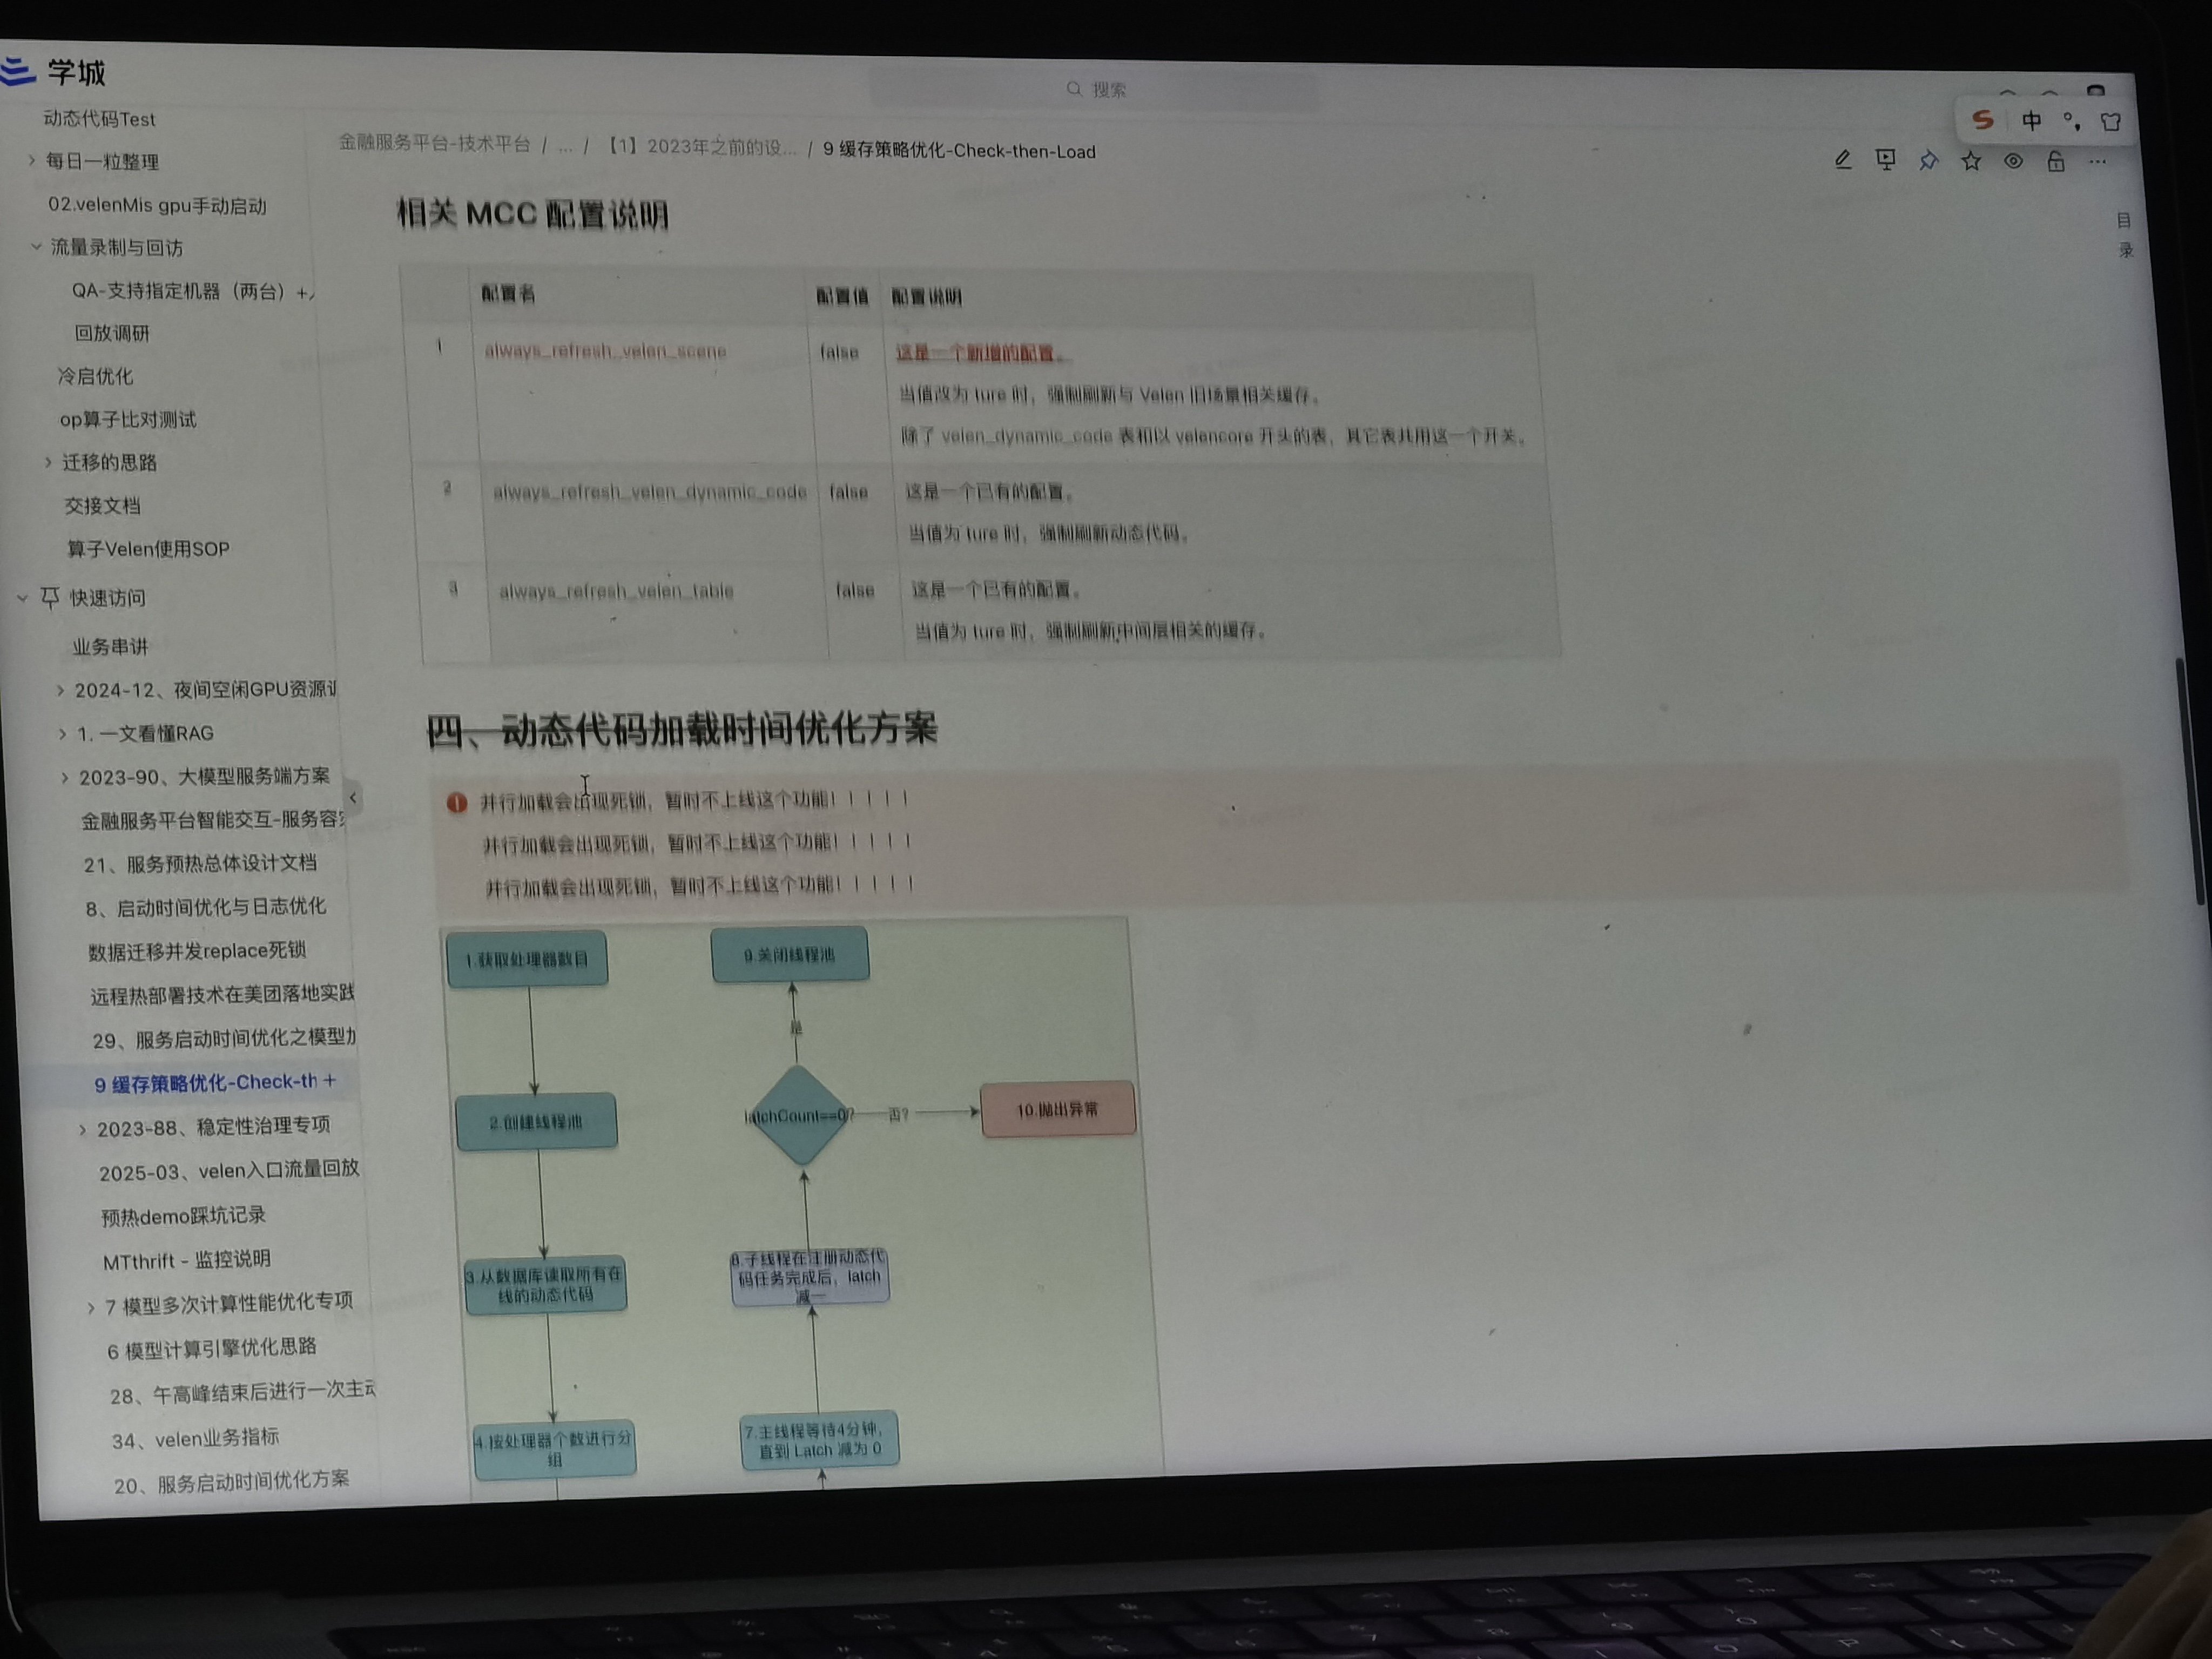 学城
搜索
中
动态代码Test
每日一粒整理
02.velenMis gpu手动启动
流量录制与回访
QA-支持指定机器（两台）+
回放调研
冷启优化
op算子比对测试
迁移的思路
交接文档
算子Velen使用SOP
快速访问
业务串讲
2024-12、夜间空闲GPU资源
1. 一文看懂RAG
2023-90、大模型服务端方案
金融服务平台智能交互-服务容
21、服务预热总体设计文档
8、启动时间优化与日志优化
数据迁移并发replace死锁
远程热部署技术在美团落地实践
29、服务启动时间优化之模型加
9 缓存策略优化-Check-th +
2023-88、稳定性治理专项
2025-03、velen入口流量回放
预热demo踩坑记录
MTthrift - 监控说明
7 模型多次计算性能优化专项
6 模型计算引擎优化思路
28、午高峰结束后进行一次主动
34、velen业务指标
20、服务启动时间优化方案
金融服务平台-技术平台 / ... / 【1】2023年之前的设... / 9 缓存策略优化-Check-then-Load
目录
相关 MCC 配置说明
配置者 配置值 配置说明
1 always_refresh_velen_scene false 这是一个新增的配置。
当值改为 ture 时，强制刷新与 Velen 旧场景相关缓存。
除了 velen_dynamic_code 表和以 velencore 开头的表，其它表共用这一个开关。
2 always_refresh_velen_dynamic_code false 这是一个已有的配置。
当值为 ture 时，强制刷新动态代码。
3 always_refresh_velen_table false 这是一个已有的配置。
当值为 ture 时，强制刷新中间层相关的缓存。
四、动态代码加载时间优化方案
并行加载会出现死锁，暂时不上线这个功能！！！！！
并行加载会出现死锁，暂时不上线这个功能！！！！！
并行加载会出现死锁，暂时不上线这个功能！！！！！
1.获取处理器数目
9.关闭线程池
是
2.创建线程池
latchCount==0?
否?
10.抛出异常
3.从数据库读取所有在
线的动态代码
8.子线程在注册动态代
码任务完成后，latch
减一
4.按处理器个数进行分
组
7.主线程等待4分钟，
直到 Latch 减为 0